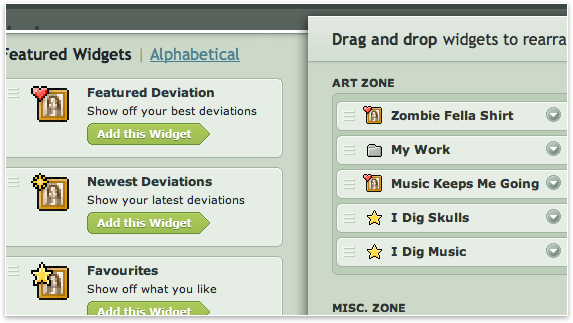 Featured Widgets | Alphabetical
Featured Deviation
Show off your best deviations
Add this Widget
Newest Deviations
Show your latest deviations
Add this Widget
Favourites
Show off what you like
Add this Widget
Drag and drop widgets to rearra
ART ZONE
Zombie Fella Shirt
My Work
Music Keeps Me Going
I Dig Skulls
I Dig Music
MISC. ZONE